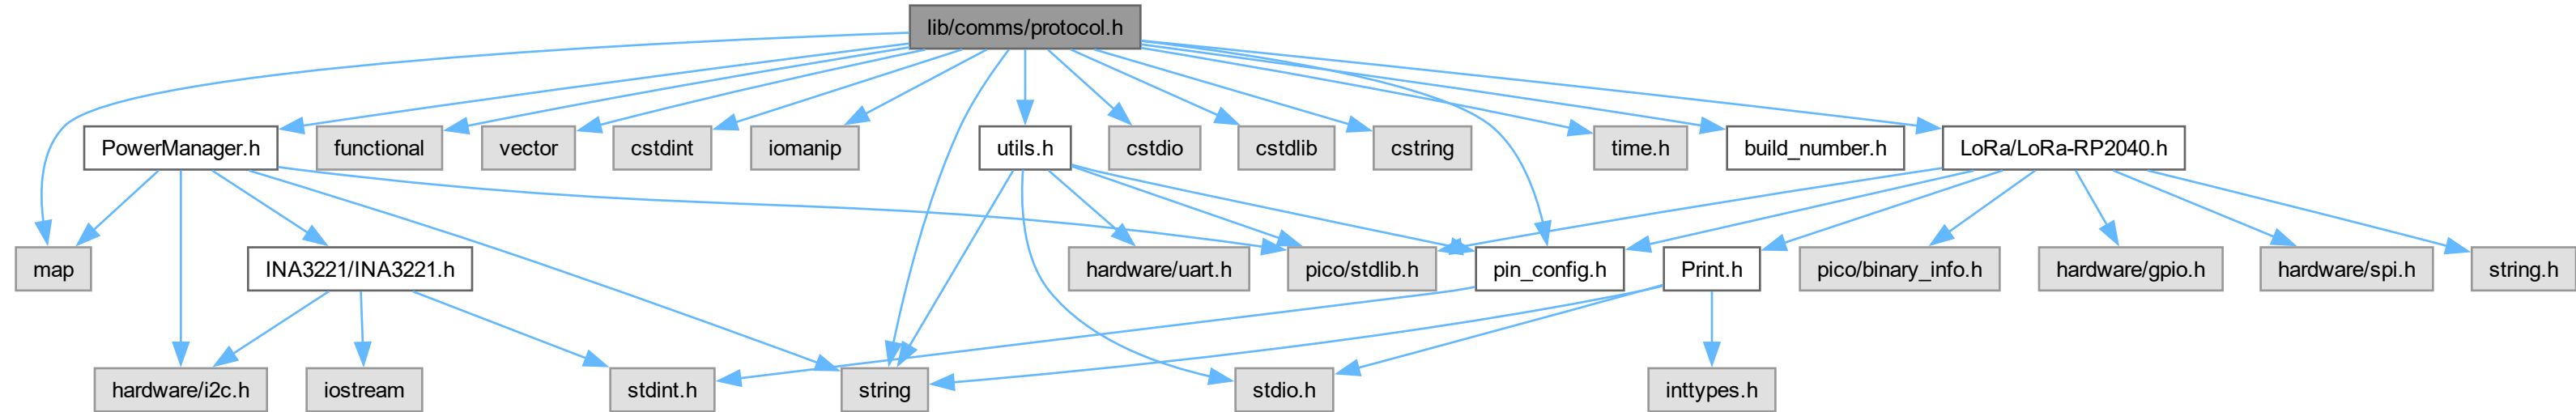 lib/comms/protocol.h
PowerManager.h
functional
vector
cstdint
iomanip
utils.h
cstdio
cstdlib
cstring
time.h
build_number.h
LoRa/LoRa-RP2040.h
map
INA3221/INA3221.h
hardware/uart.h
pico/stdlib.h
pin_config.h
Print.h
pico/binary_info.h
hardware/gpio.h
hardware/spi.h
string.h
hardware/i2c.h
iostream
stdint.h
string
stdio.h
inttypes.h